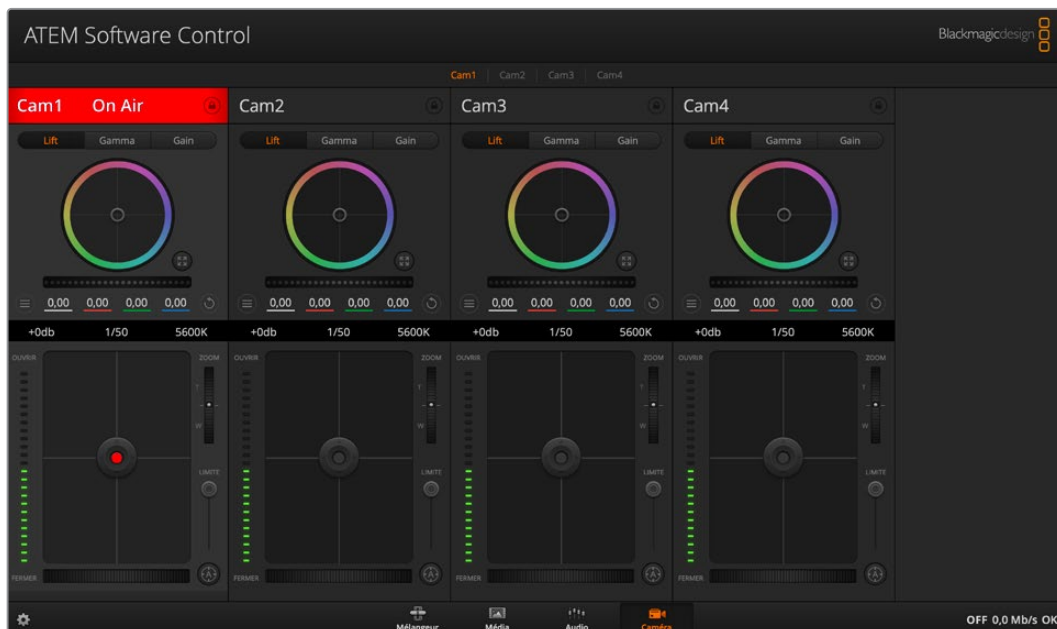 ATEM Software Control
Blackmagicdesign
Cam1 Cam2 Cam3 Cam4
Cam1 On Air Cam2 Cam3 Cam4
Lift Gamma Gain Lift Gamma Gain Lift Gamma Gain Lift Gamma Gain
0,00 0,00 0,00 0,00 0,00 0,00 0,00 0,00 0,00 0,00 0,00 0,00 0,00 0,00 0,00 0,00
+0db 1/50 5600K +0db 1/50 5600K +0db 1/50 5600K +0db 1/50 5600K
OUVRIR ZOOM OUVRIR ZOOM OUVRIR ZOOM OUVRIR ZOOM
T T T T
W W W W
LIMITE LIMITE LIMITE LIMITE
FERMER A FERMER A FERMER A FERMER A
Mélangeur Média Audio Caméra
OFF 0,0 Mb/s OK